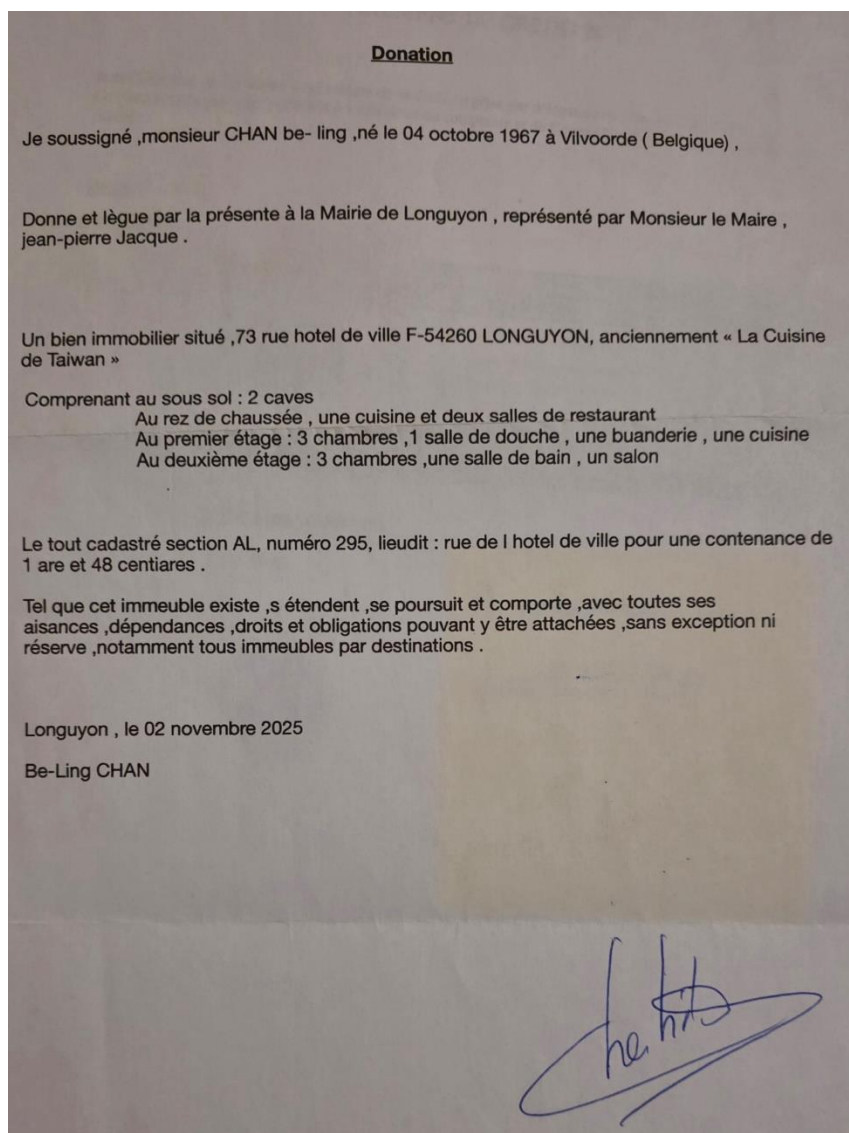 Donation
Je soussigné ,monsieur CHAN be- ling ,né le 04 octobre 1967 à Vilvoorde ( Belgique) ,
Donne et lègue par la présente à la Mairie de Longuyon , représenté par Monsieur le Maire ,
jean-pierre Jacque .
Un bien immobilier situé ,73 rue hotel de ville F-54260 LONGUYON, anciennement « La Cuisine
de Taiwan »
Comprenant au sous sol : 2 caves
Au rez de chaussée , une cuisine et deux salles de restaurant
Au premier étage : 3 chambres ,1 salle de douche , une buanderie , une cuisine
Au deuxième étage : 3 chambres ,une salle de bain , un salon
Le tout cadastré section AL, numéro 295, lieudit : rue de l hotel de ville pour une contenance de
1 are et 48 centiares .
Tel que cet immeuble existe ,s étendent ,se poursuit et comporte ,avec toutes ses
aisances ,dépendances ,droits et obligations pouvant y être attachées ,sans exception ni
réserve ,notamment tous immeubles par destinations .
Longuyon , le 02 novembre 2025
Be-Ling CHAN